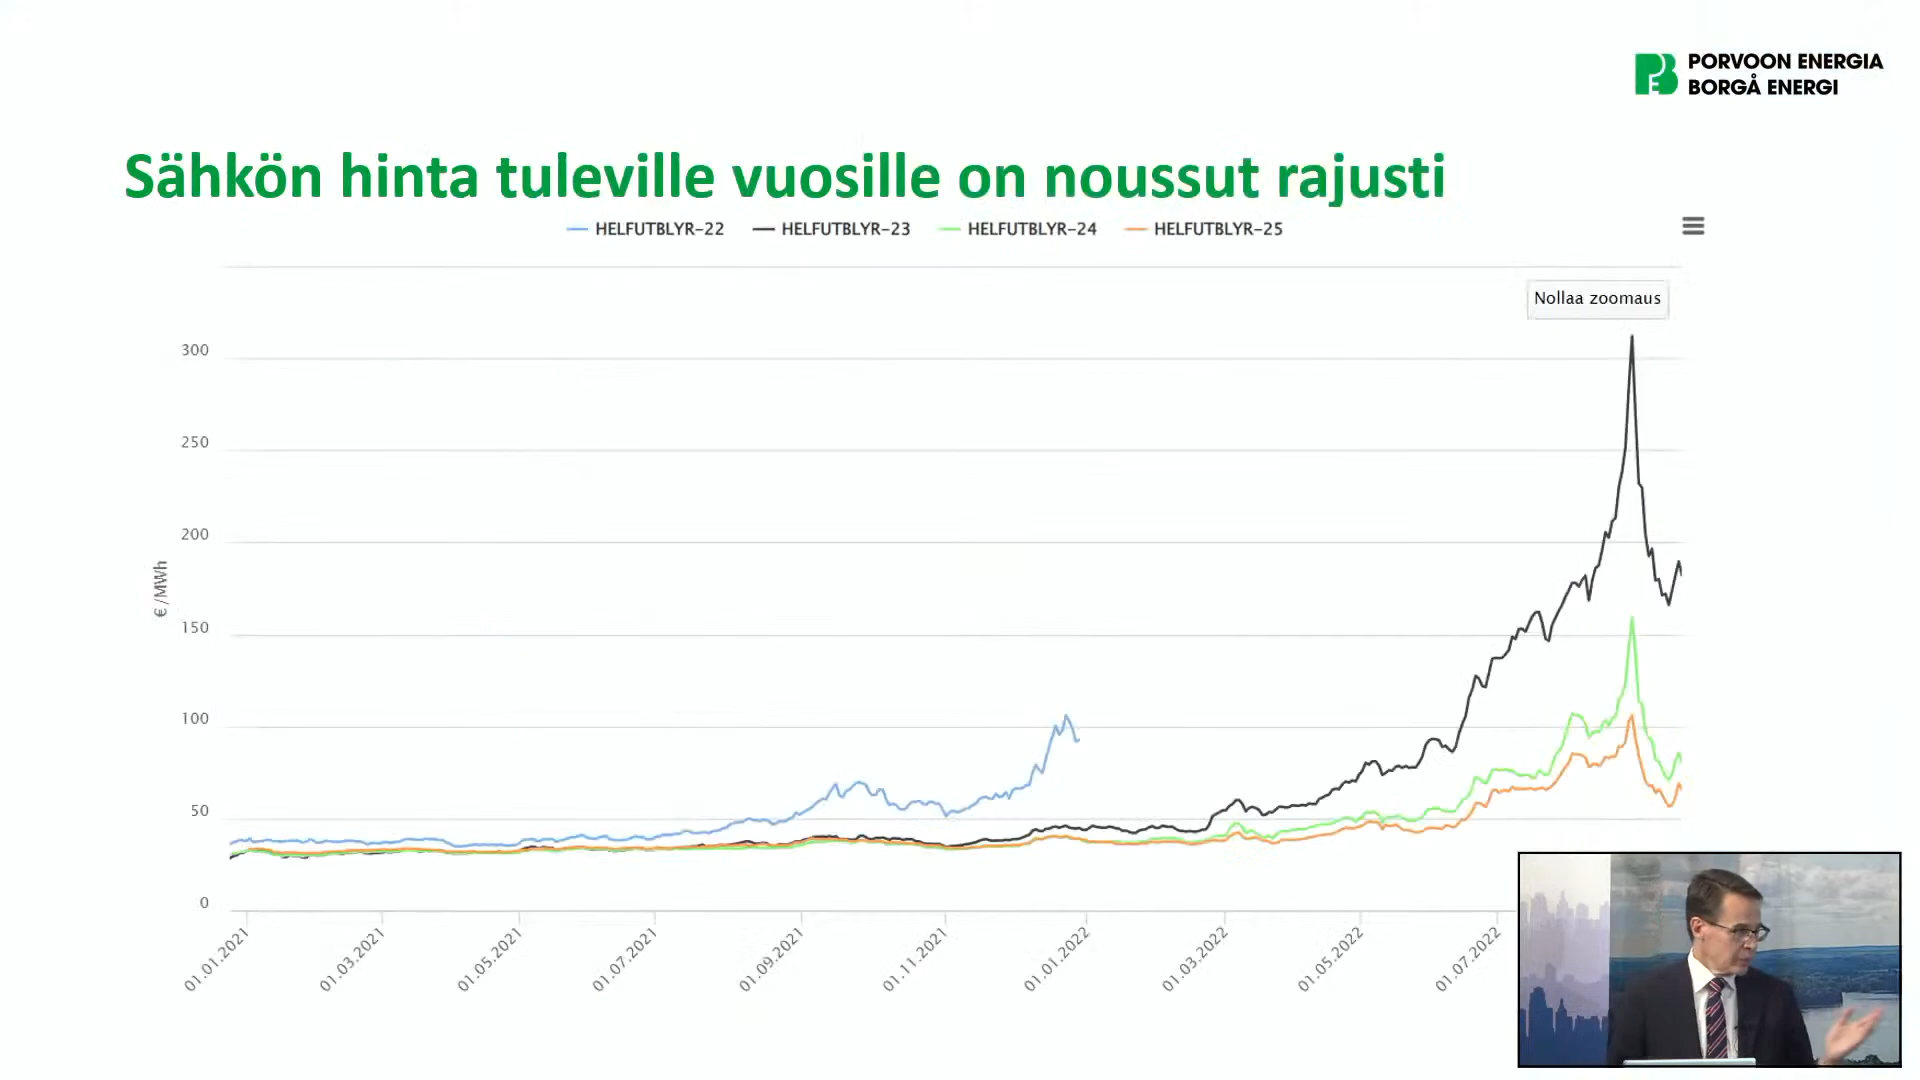 PORVOON ENERGIA
BORGÅ ENERGI
Sähkön hinta tuleville vuosille on noussut rajusti
HELFUTBLYR-22 HELFUTBLYR-23 HELFUTBLYR-24 HELFUTBLYR-25
Nollaa zoomaus
300
250
200
€/MWh
150
100
50
0
01.01.2021 01.03.2021 01.05.2021 01.07.2021 01.09.2021 01.11.2021 01.01.2022 01.03.2022 01.05.2022 01.07.2022